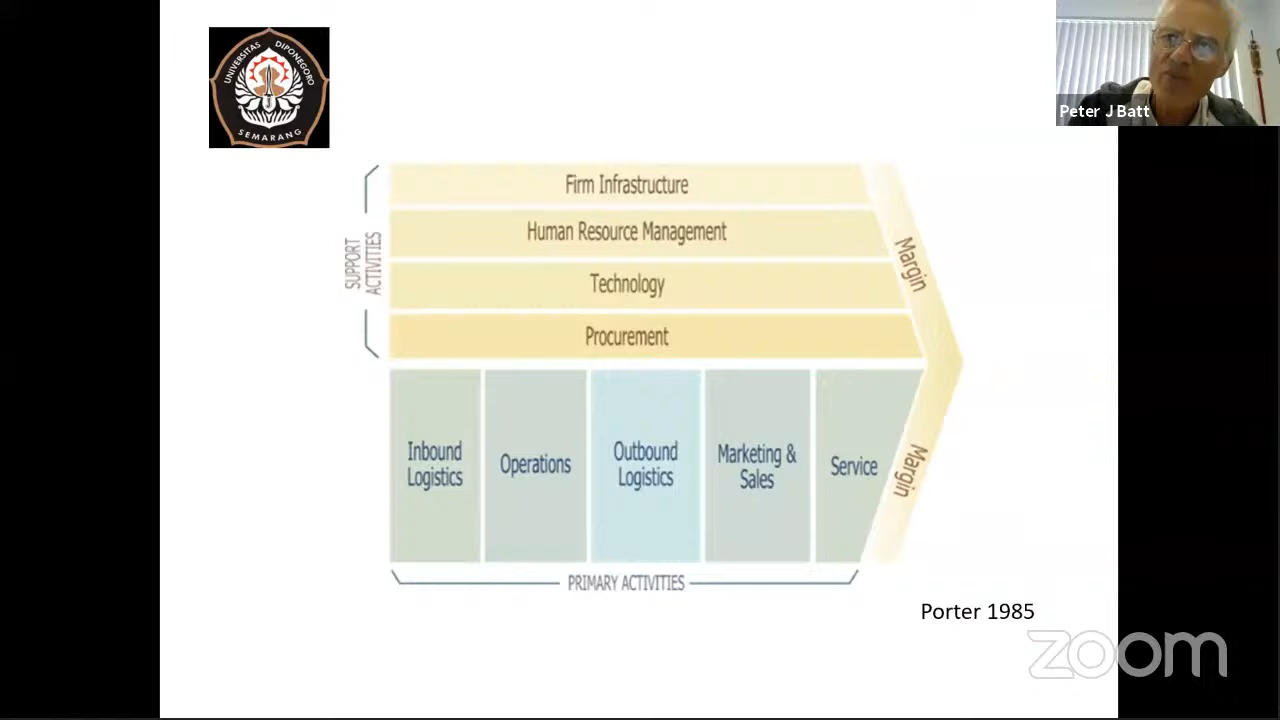 UNIVERSITAS DIPONEGORO
SEMARANG
Peter J Batt
SUPPORT
ACTIVITIES
Firm Infrastructure
Human Resource Management
Technology
Procurement
Margin
Inbound
Logistics
Operations
Outbound
Logistics
Marketing &
Sales
Service
Margin
PRIMARY ACTIVITIES
Porter 1985
zoom